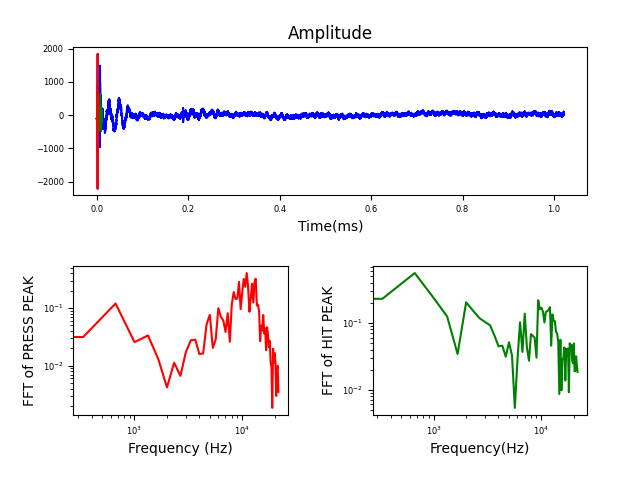 Amplitude
2000
1000
0
−1000
−2000
0.0 0.2 0.4 0.6 0.8 1.0
Time(ms)
FFT of PRESS PEAK
10⁻¹
10⁻²
10³ 10⁴
Frequency (Hz)
FFT of HIT PEAK
10⁻¹
10⁻²
10³ 10⁴
Frequency(Hz)